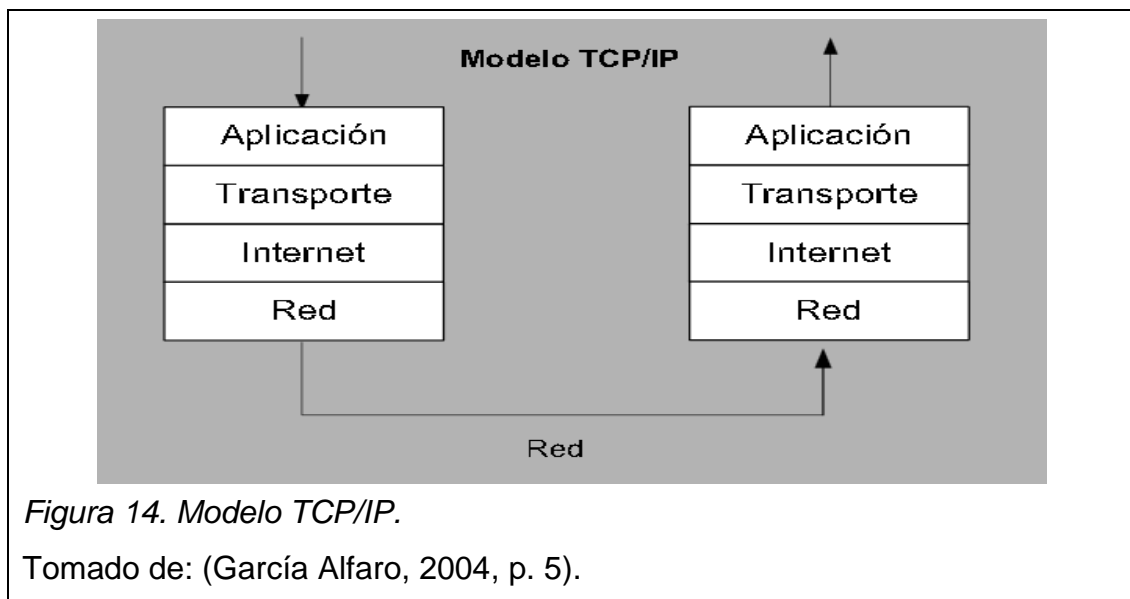 Modelo TCP/IP
Aplicación
Transporte
Internet
Red
Aplicación
Transporte
Internet
Red
Red
Figura 14. Modelo TCP/IP.
Tomado de: (García Alfaro, 2004, p. 5).